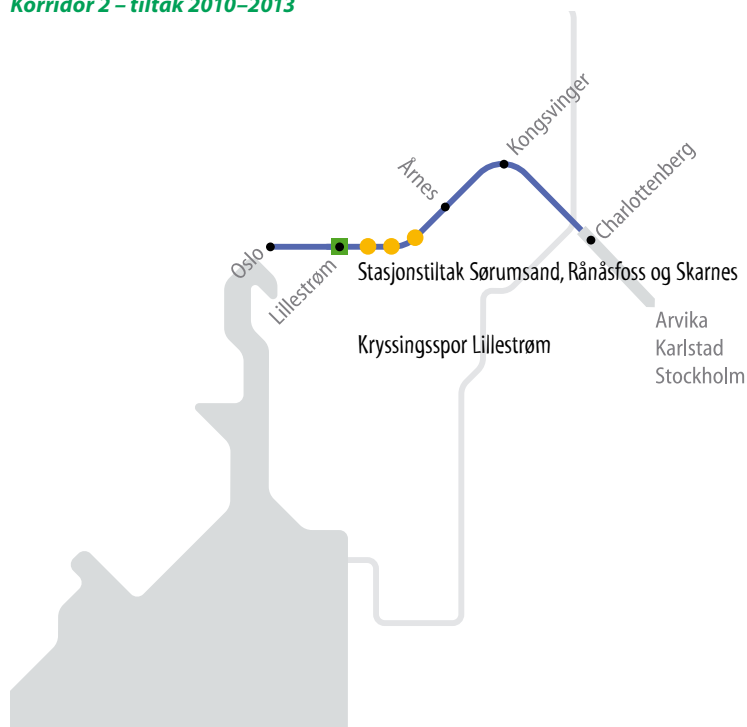 Korridor 2 – tiltak 2010–2013
Kongsvinger
Årnes
Charlottenberg
Oslo
Lillestrøm
Stasjonstiltak Sørumsand, Rånåsfoss og Skarnes
Arvika
Karlstad
Stockholm
Kryssingsspor Lillestrøm